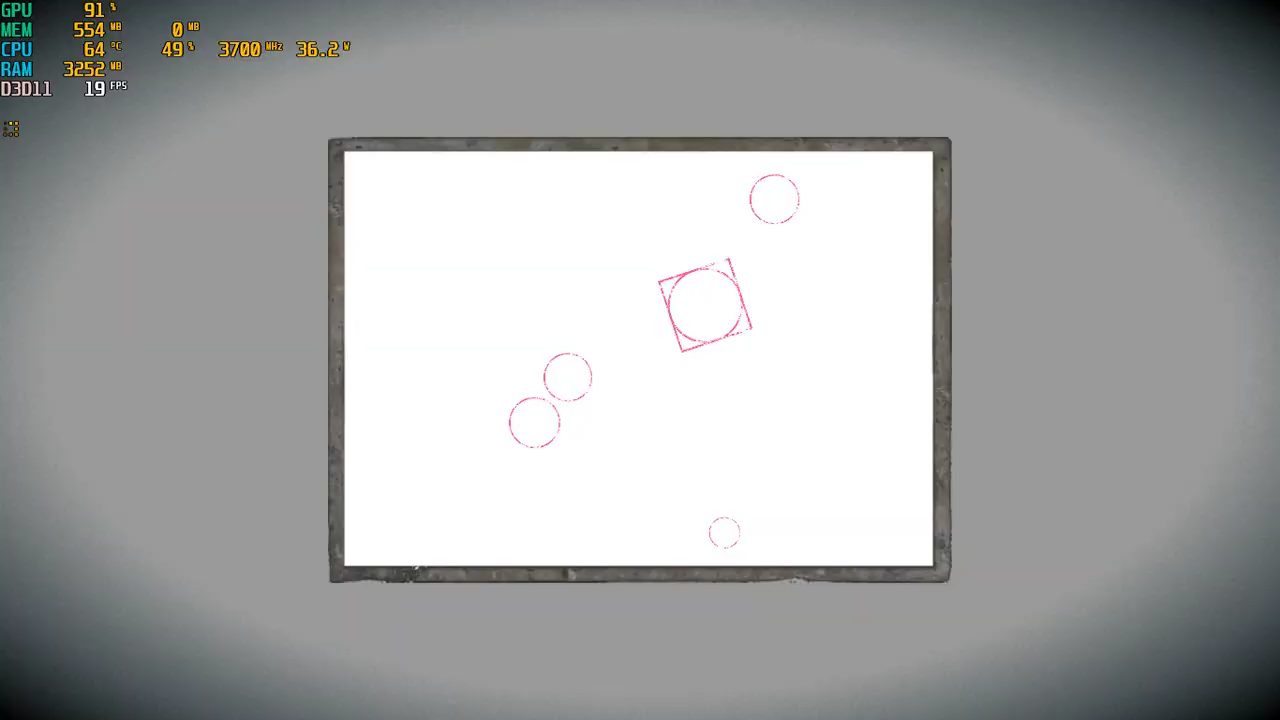 GPU 91 %
MEM 554 MB 0 MB
CPU 64 °C 49 % 3700 MHz 36.2 W
RAM 3252 MB
D3D11 19 FPS